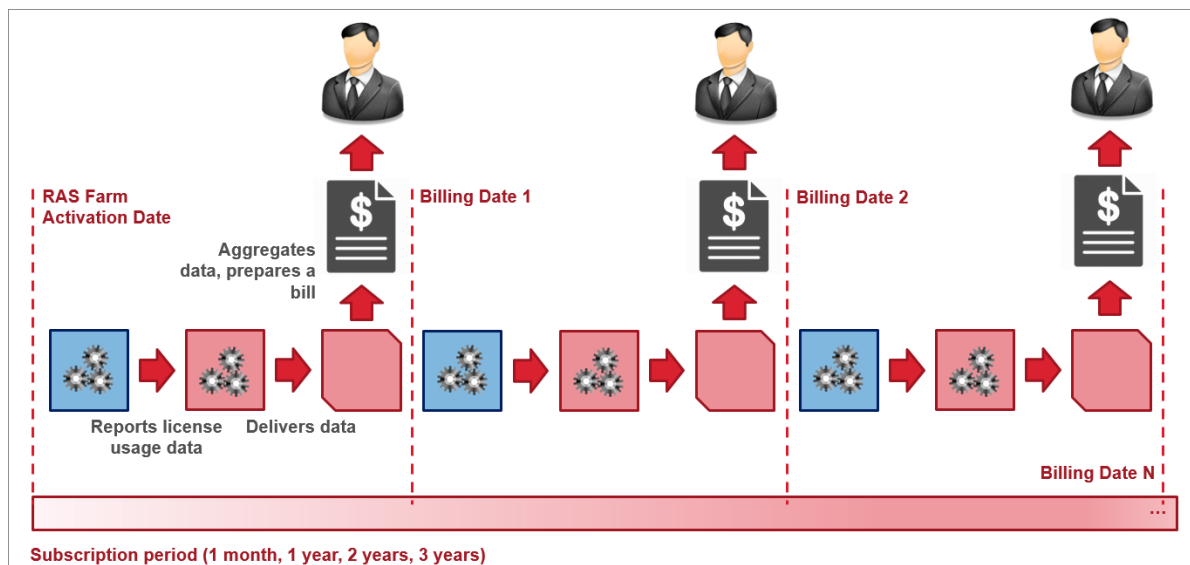 RAS Farm
Activation Date
Billing Date 1
Billing Date 2
$
$
$
Aggregates
data, prepares a
bill
Reports license
usage data
Delivers data
Billing Date N
...
Subscription period (1 month, 1 year, 2 years, 3 years)